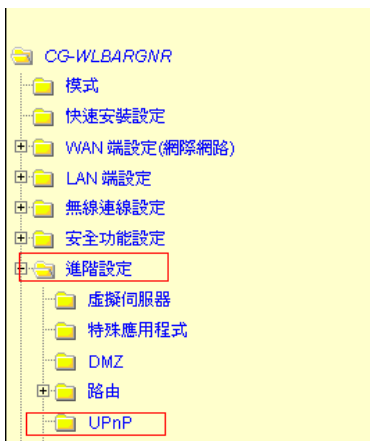 CG-WLBARGNR
模式
快速安裝設定
WAN 端設定(網際網路)
LAN 端設定
無線連線設定
安全功能設定
進階設定
虛擬伺服器
特殊應用程式
DMZ
路由
UPnP